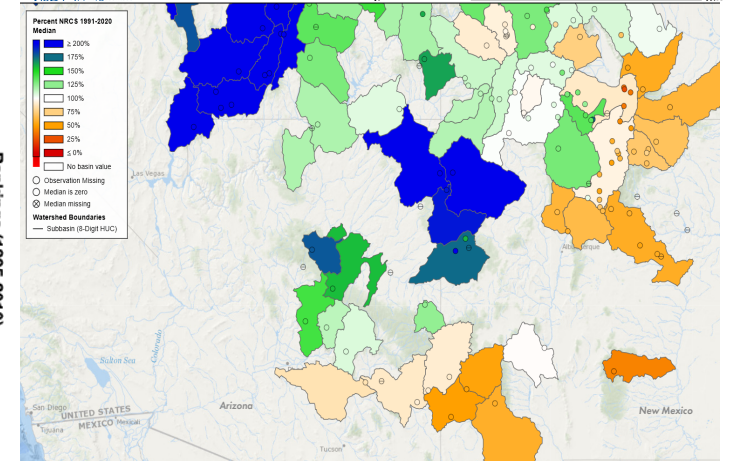 Percent NRCS 1991-2020
Median
≥ 200%
175%
150%
125%
100%
75%
50%
25%
≤ 0%
No basin value
Observation Missing
Median is zero
Median missing
Watershed Boundaries
Subbasin (8-Digit HUC)
Las Vegas
Albuquerque
Colorado
Salton Sea
Arizona
New Mexico
San Diego
UNITED STATES
MEXICO
Mexicali
Tijuana
Tucson